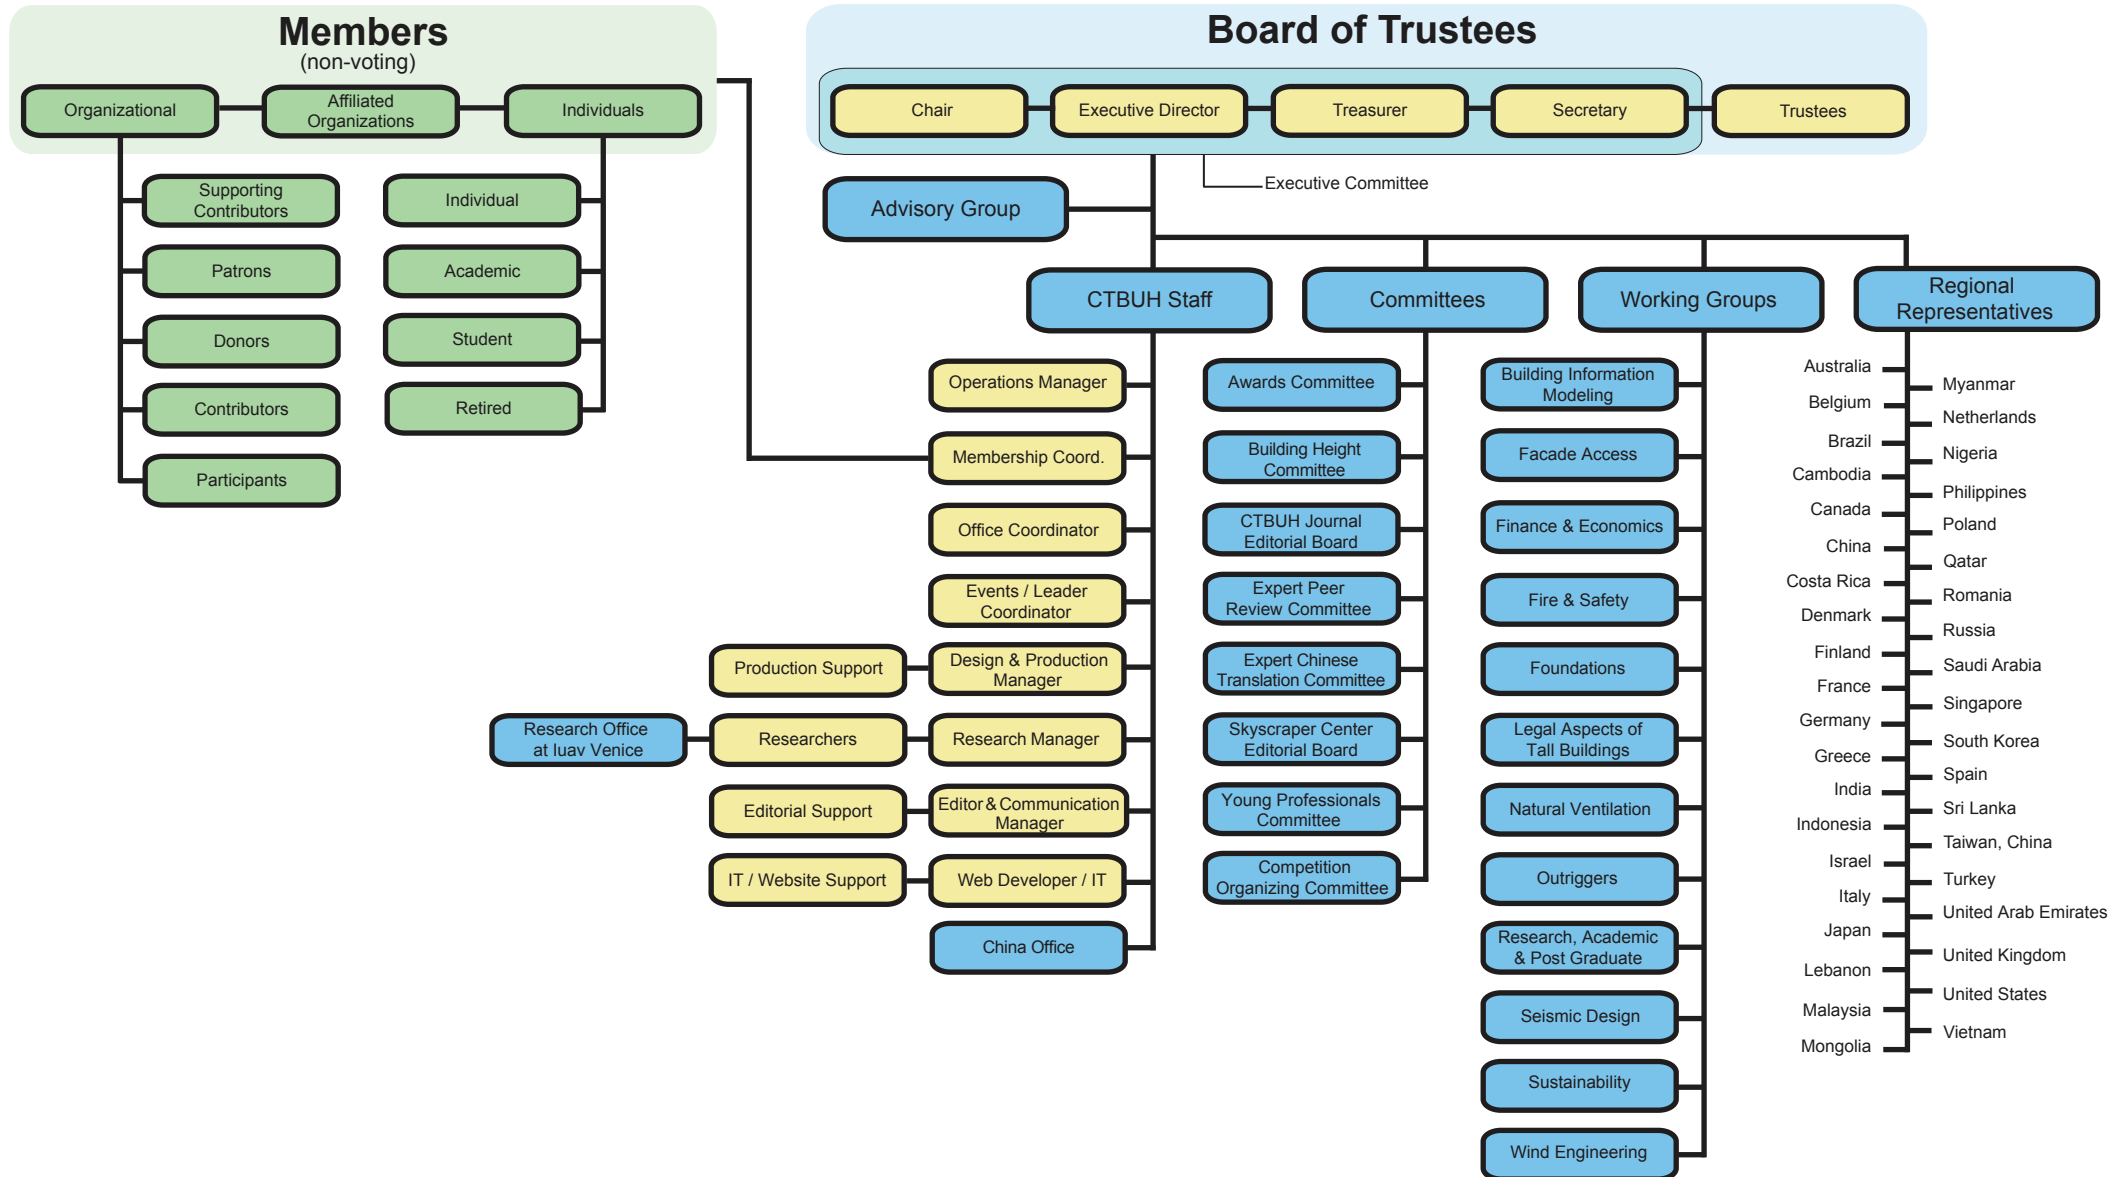 Members
(non-voting)
Organizational
Affiliated
Organizations
Individuals
Supporting
Contributors
Patrons
Donors
Contributors
Participants
Individual
Academic
Student
Retired
Board of Trustees
Chair
Executive Director
Treasurer
Secretary
Trustees
Executive Committee
Advisory Group
CTBUH Staff
Committees
Working Groups
Regional
Representatives
Operations Manager
Membership Coord.
Office Coordinator
Events / Leader
Coordinator
Production Support
Design & Production
Manager
Research Office
at Iuav Venice
Researchers
Research Manager
Editorial Support
Editor & Communication
Manager
IT / Website Support
Web Developer / IT
China Office
Awards Committee
Building Height
Committee
CTBUH Journal
Editorial Board
Expert Peer
Review Committee
Expert Chinese
Translation Committee
Skyscraper Center
Editorial Board
Young Professionals
Committee
Competition
Organizing Committee
Building Information
Modeling
Facade Access
Finance & Economics
Fire & Safety
Foundations
Legal Aspects of
Tall Buildings
Natural Ventilation
Outriggers
Research, Academic
& Post Graduate
Seismic Design
Sustainability
Wind Engineering
Australia
Belgium
Brazil
Cambodia
Canada
China
Costa Rica
Denmark
Finland
France
Germany
Greece
India
Indonesia
Israel
Italy
Japan
Lebanon
Malaysia
Mongolia
Myanmar
Netherlands
Nigeria
Philippines
Poland
Qatar
Romania
Russia
Saudi Arabia
Singapore
South Korea
Spain
Sri Lanka
Taiwan, China
Turkey
United Arab Emirates
United Kingdom
United States
Vietnam